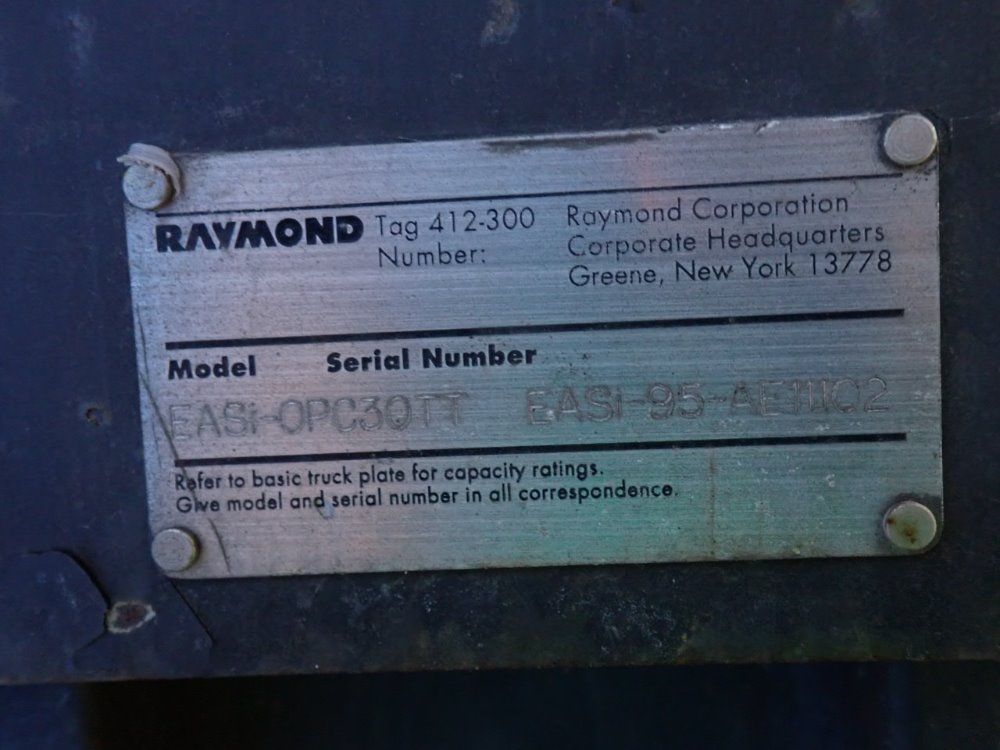 RAYMOND Tag 412-300 Raymond Corporation
Number: Corporate Headquarters
Greene, New York 13778
Model Serial Number
EASi-OPC30TT EASi-95-AE11102
Refer to basic truck plate for capacity ratings.
Give model and serial number in all correspondence.